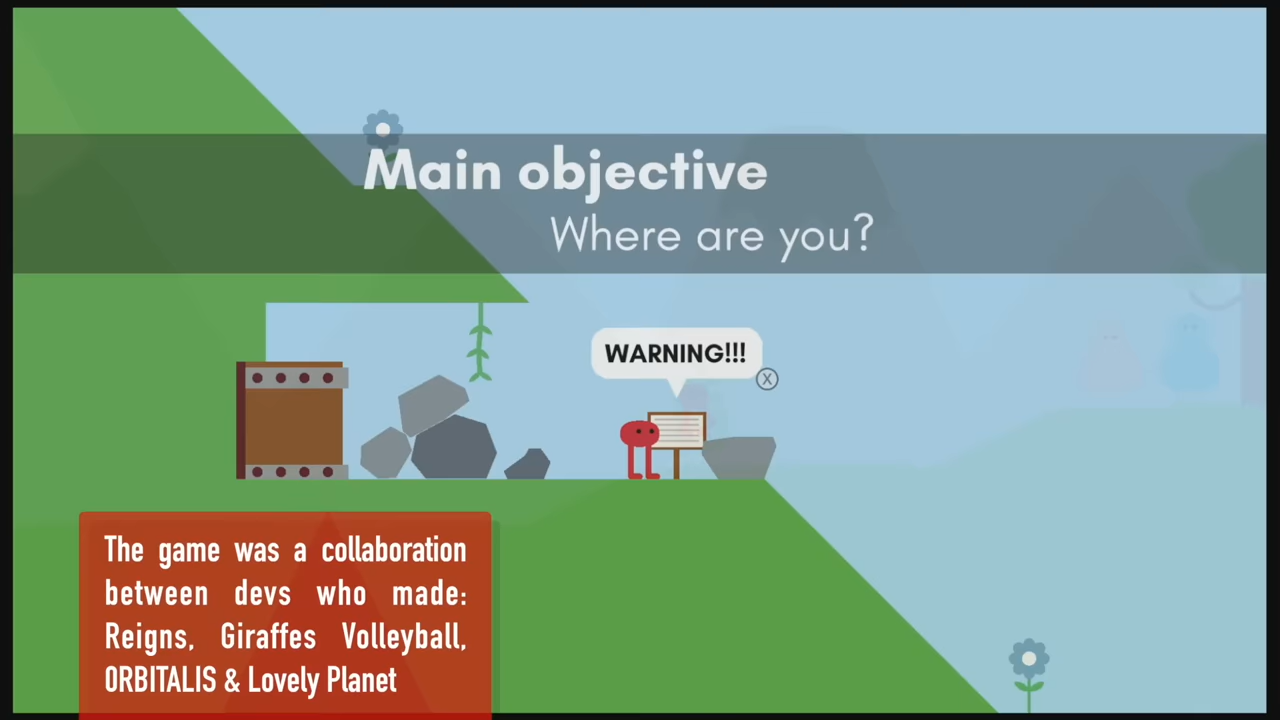 Main objective
Where are you?
WARNING!!!
X
The game was a collaboration
between devs who made:
Reigns, Giraffes Volleyball,
ORBITALIS & Lovely Planet